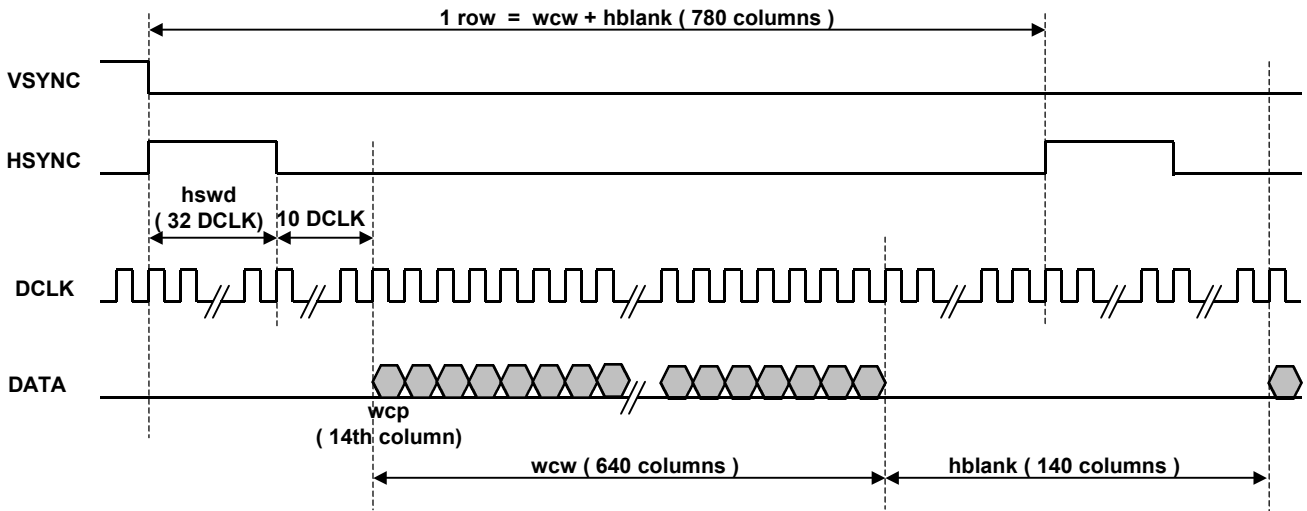 1 row = wcw + hblank ( 780 columns )
VSYNC
HSYNC
hswd
( 32 DCLK)
10 DCLK
DCLK
DATA
wcp
( 14th column)
wcw ( 640 columns )
hblank ( 140 columns )